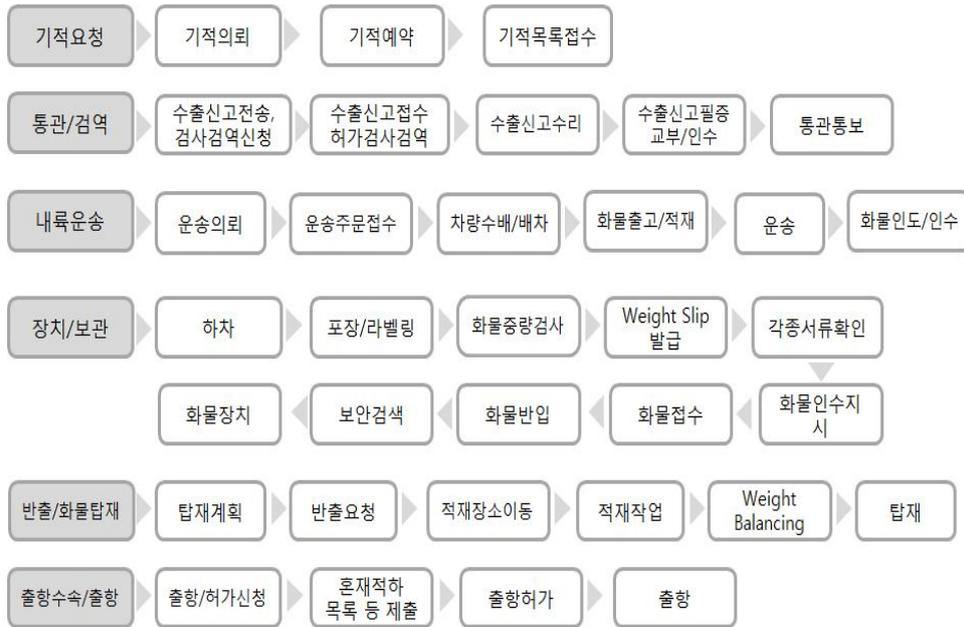 기적요청
기적의뢰
기적예약
기적목록접수
통관/검역
수출신고전송,
검사검역신청
수출신고접수
허가검사검역
수출신고수리
수출신고필증
교부/인수
통관통보
내륙운송
운송의뢰
운송주문접수
차량수배/배차
화물출고/적재
운송
화물인도/인수
장치/보관
하차
포장/라벨링
화물중량검사
Weight Slip
발급
각종서류확인
화물인수지
시
화물접수
화물반입
보안검색
화물장치
반출/화물탑재
탑재계획
반출요청
적재장소이동
적재작업
Weight
Balancing
탑재
출항수속/출항
출항/허가신청
혼재적하
목록 등 제출
출항허가
출항